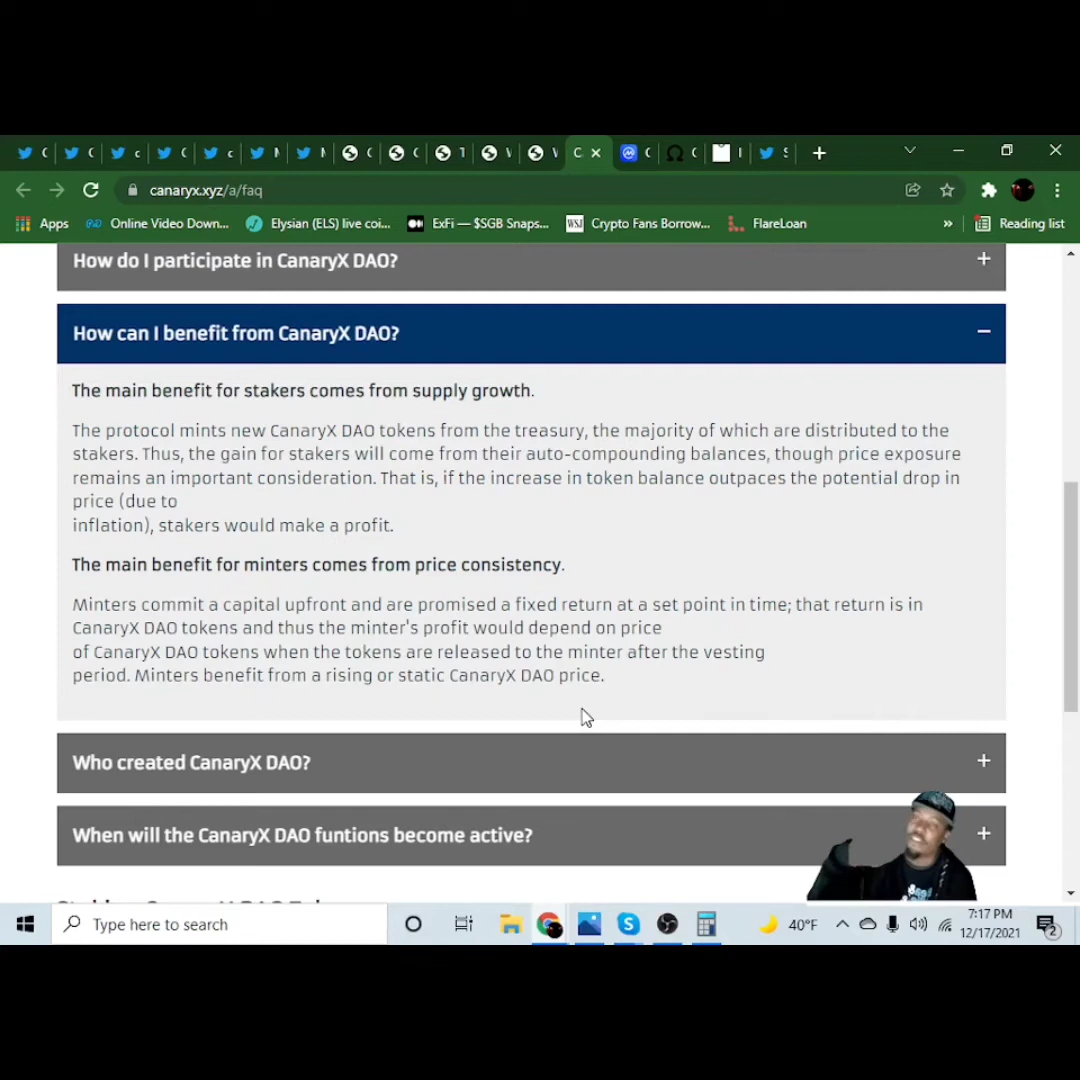 canaryx.xyz/a/faq
Apps
Online Video Down...
Elysian (ELS) live coi...
ExFi — $SGB Snaps...
WSJ
Crypto Fans Borrow...
FlareLoan
»
Reading list
How do I participate in CanaryX DAO? +
How can I benefit from CanaryX DAO? −
The main benefit for stakers comes from supply growth.
The protocol mints new CanaryX DAO tokens from the treasury, the majority of which are distributed to the
stakers. Thus, the gain for stakers will come from their auto-compounding balances, though price exposure
remains an important consideration. That is, if the increase in token balance outpaces the potential drop in
price (due to
inflation), stakers would make a profit.
The main benefit for minters comes from price consistency.
Minters commit a capital upfront and are promised a fixed return at a set point in time; that return is in
CanaryX DAO tokens and thus the minter's profit would depend on price
of CanaryX DAO tokens when the tokens are released to the minter after the vesting
period. Minters benefit from a rising or static CanaryX DAO price.
Who created CanaryX DAO? +
When will the CanaryX DAO funtions become active? +
Type here to search
40°F
7:17 PM
12/17/2021
2